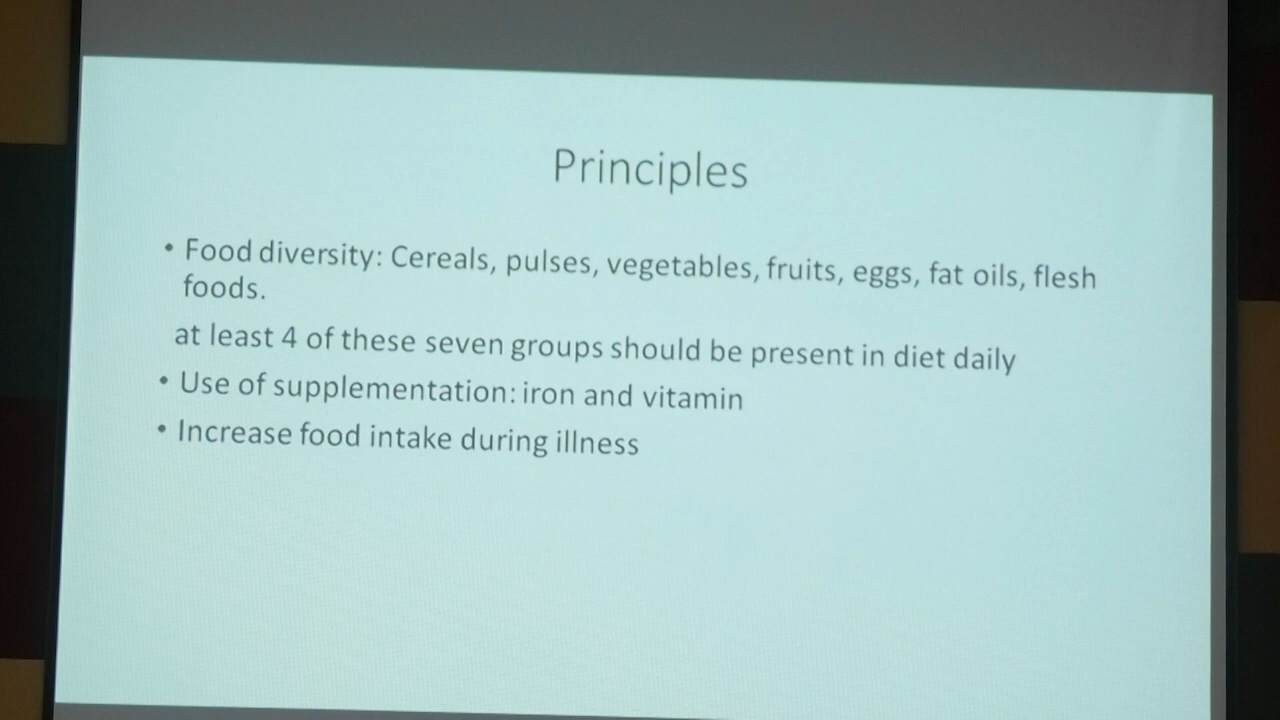 Principles
• Food diversity: Cereals, pulses, vegetables, fruits, eggs, fat oils, flesh
foods.
at least 4 of these seven groups should be present in diet daily
• Use of supplementation: iron and vitamin
• Increase food intake during illness